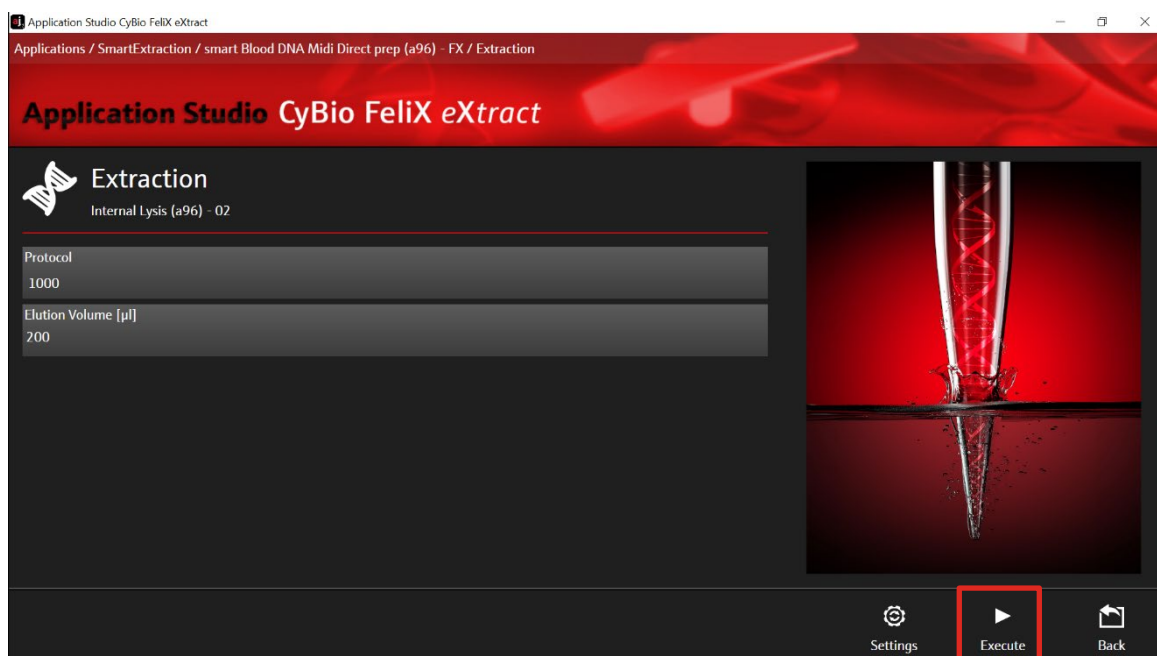 Application Studio CyBio FeliX eXtract
Applications / SmartExtraction / smart Blood DNA Midi Direct prep (a96) - FX / Extraction
Application Studio CyBio FeliX eXtract
Extraction
Internal Lysis (a96) - 02
Protocol
1000
Elution Volume [µl]
200
Settings
Execute
Back